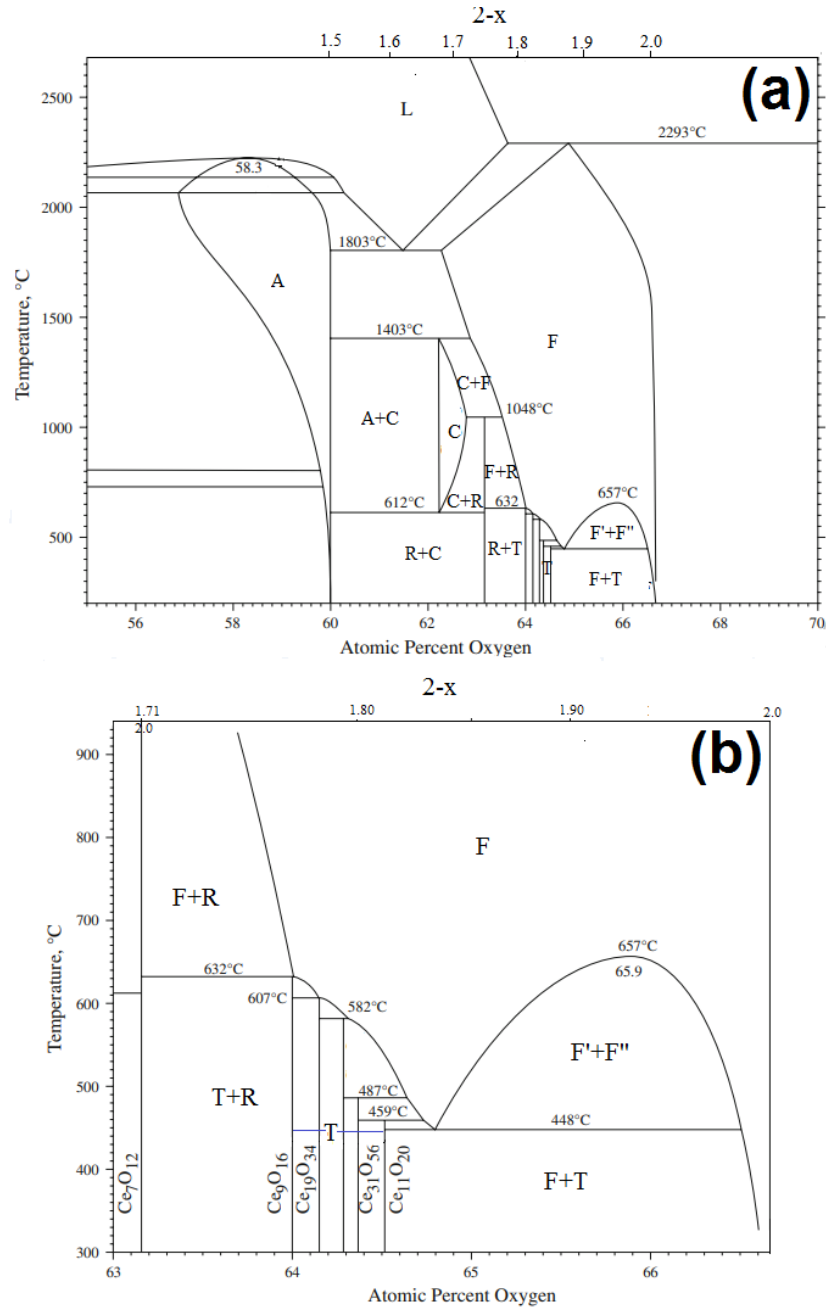 2-x
1.5 1.6 1.7 1.8 1.9 2.0
(a)
2500
L
2293°C
58.3
2000
1803°C
A
1500
1403°C
F
C+F
1048°C
A+C
C
1000
F+R
C+R
657°C
612°C
632
500
F'+F"
R+C
R+T
T
F+T
Temperature, °C
56 58 60 62 64 66 68 70
Atomic Percent Oxygen
2-x
1.71 1.80 1.90 2.0
2.0
(b)
900
F
800
F+R
700
657°C
632°C
65.9
607°C
600
582°C
F'+F"
T+R
500
487°C
459°C
T
448°C
400
F+T
Ce7O12
Ce9O16
Ce19O34
Ce31O56
Ce11O20
300
Temperature, °C
63 64 65 66
Atomic Percent Oxygen